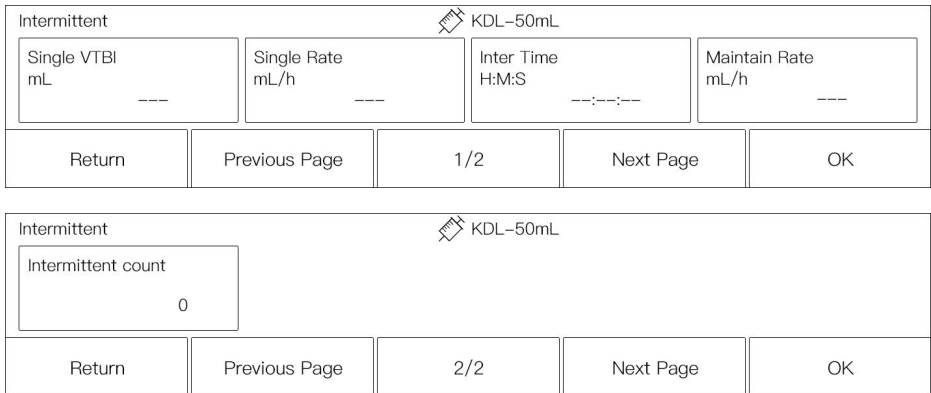 Intermittent KDL-50mL
Single VTBI Single Rate Inter Time Maintain Rate
mL mL/h H:M:S mL/h
--- --- --:--:-- ---
Return Previous Page 1/2 Next Page OK
Intermittent KDL-50mL
Intermittent count
0
Return Previous Page 2/2 Next Page OK